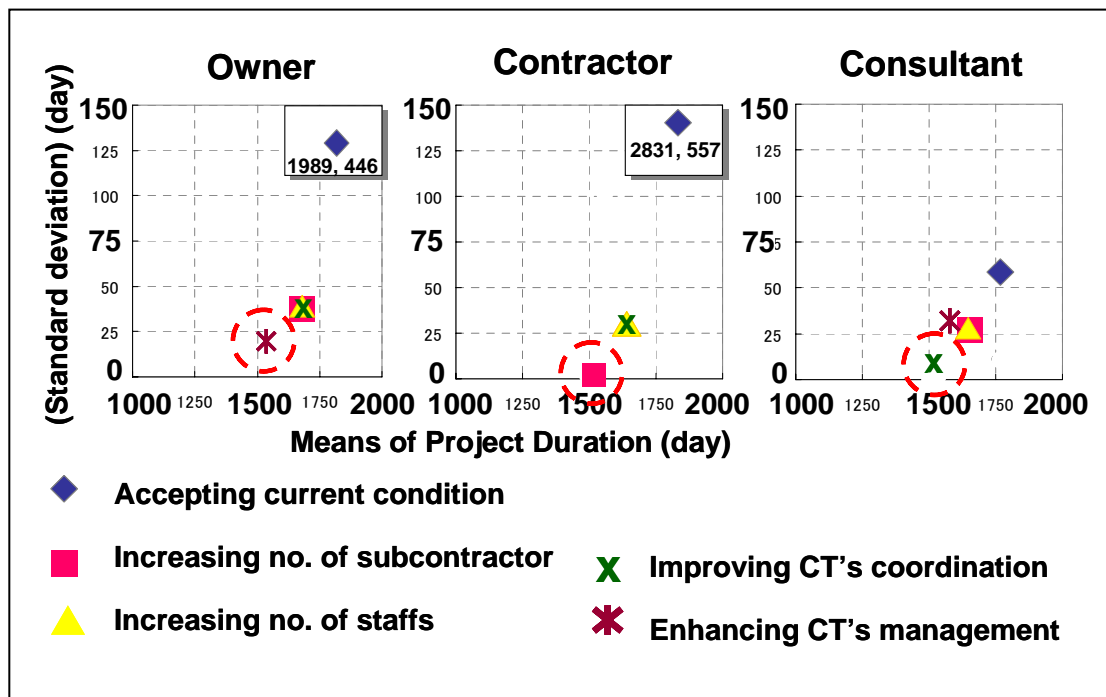 Owner
Contractor
Consultant
(Standard deviation) (day)
150
125
100
75
50
25
0
1989, 446
1000 1250 1500 1750 2000
150
125
100
75
50
25
0
2831, 557
1000 1250 1500 1750 2000
150
125
100
75 5
50
25
0
1000 1250 1500 1750 2000
Means of Project Duration (day)
Accepting current condition
Increasing no. of subcontractor
Increasing no. of staffs
x Improving CT's coordination
Enhancing CT's management